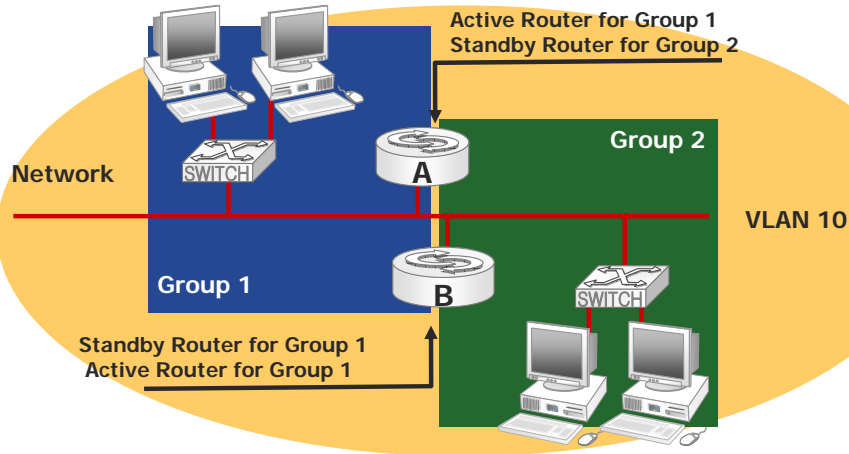 Active Router for Group 1
Standby Router for Group 2
Group 2
Network
SWITCH
A
VLAN 10
Group 1
B
SWITCH
Standby Router for Group 1
Active Router for Group 1